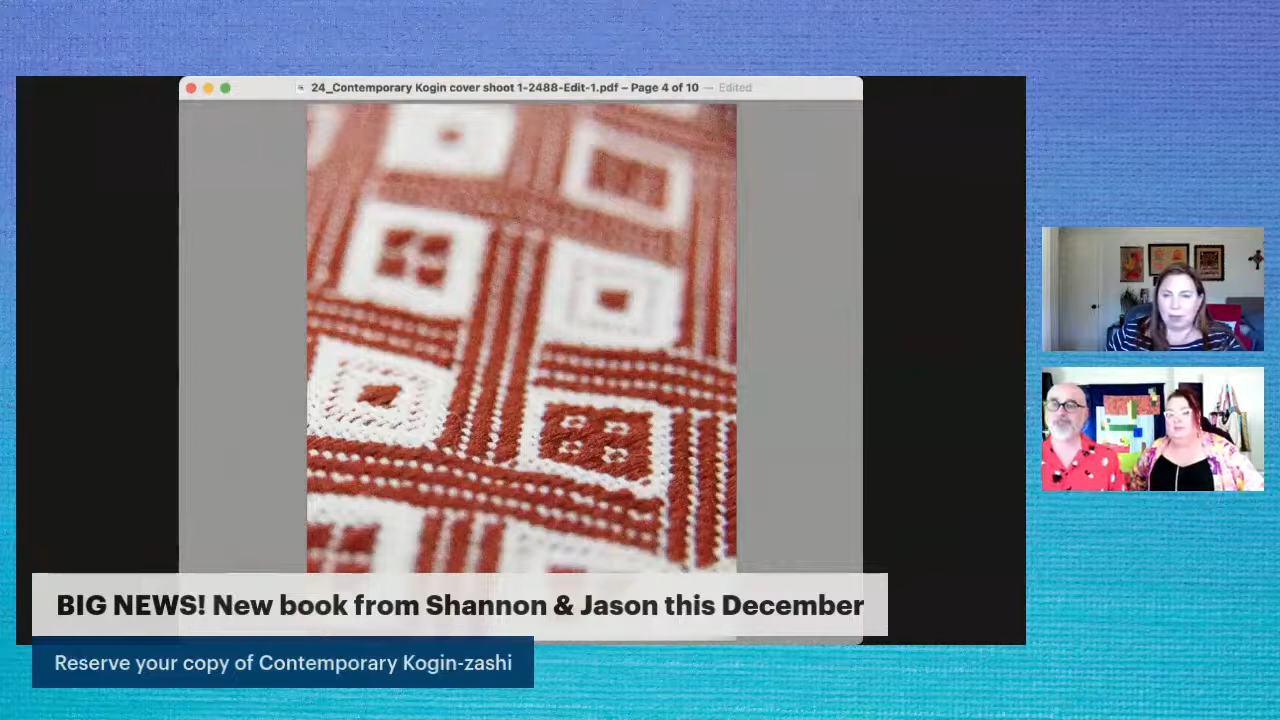 24_Contemporary Kogin cover shoot 1-2488-Edit-1.pdf – Page 4 of 10 — Edited
BIG NEWS! New book from Shannon & Jason this December
Reserve your copy of Contemporary Kogin-zashi